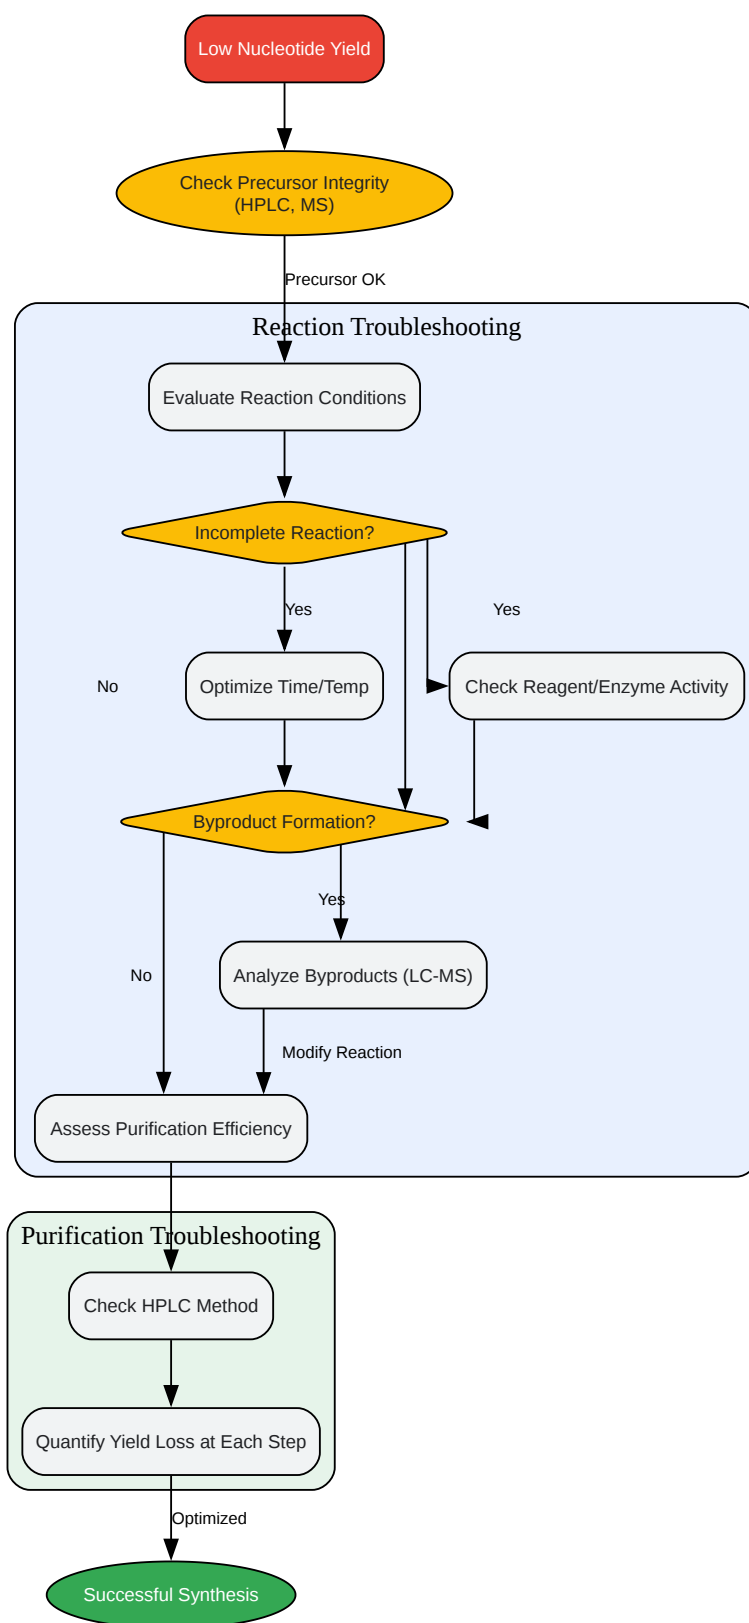 Low Nucleotide Yield
Check Precursor Integrity
(HPLC, MS)
Precursor OK
Reaction Troubleshooting
Evaluate Reaction Conditions
Incomplete Reaction?
Yes
Yes
No
Optimize Time/Temp
Check Reagent/Enzyme Activity
Byproduct Formation?
Yes
No
Analyze Byproducts (LC-MS)
Modify Reaction
Assess Purification Efficiency
Purification Troubleshooting
Check HPLC Method
Quantify Yield Loss at Each Step
Optimized
Successful Synthesis